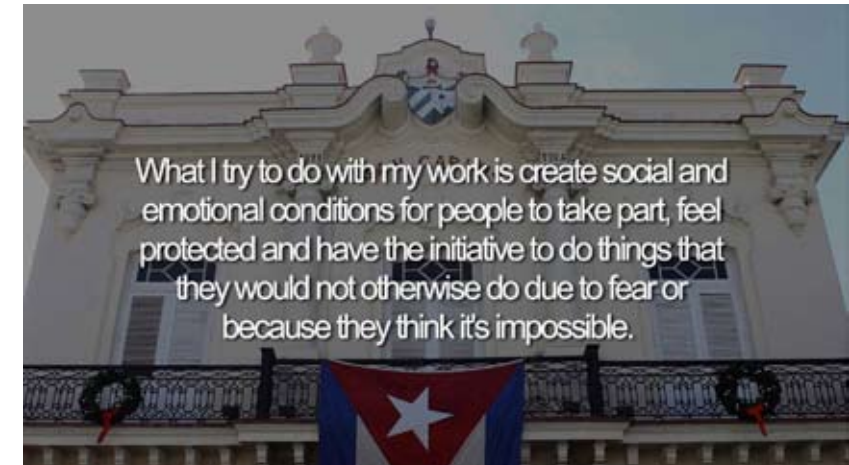 What I try to do with my work is create social and
emotional conditions for people to take part, feel
protected and have the initiative to do things that
they would not otherwise do due to fear or
because they think it's impossible.